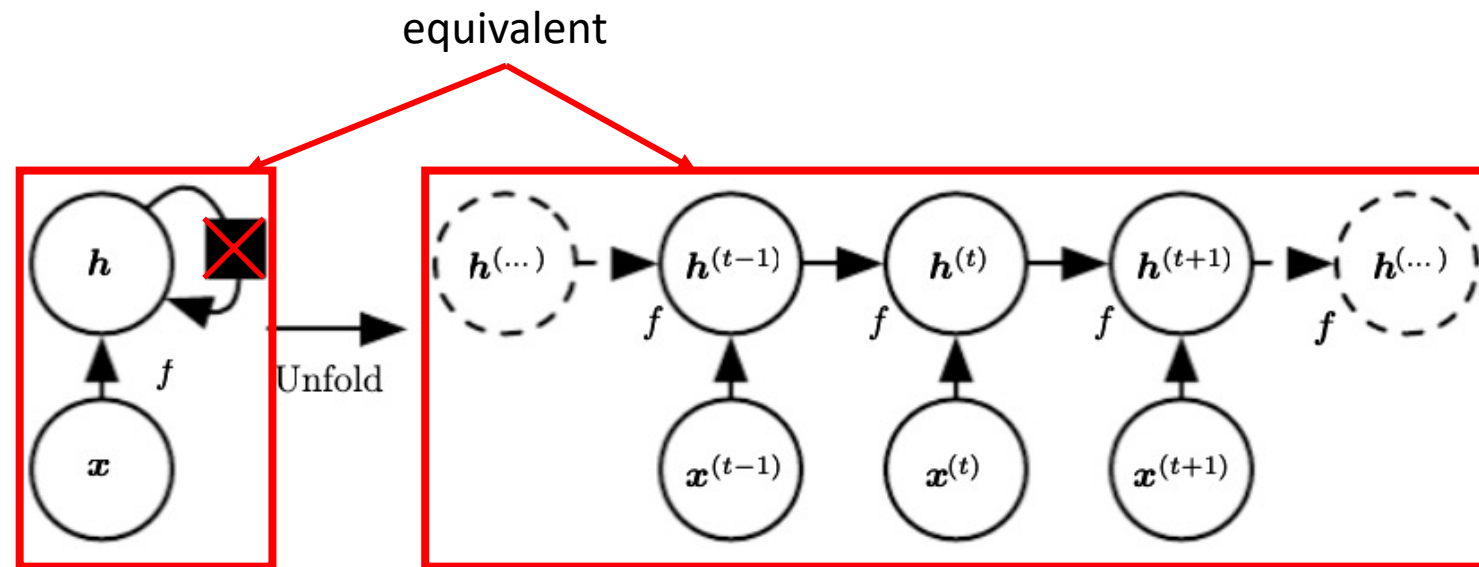 equivalent
h h^{(...)} h^{(t-1)} h^{(t)} h^{(t+1)} h^{(...)}
f f f f f
Unfold
x x^{(t-1)} x^{(t)} x^{(t+1)}